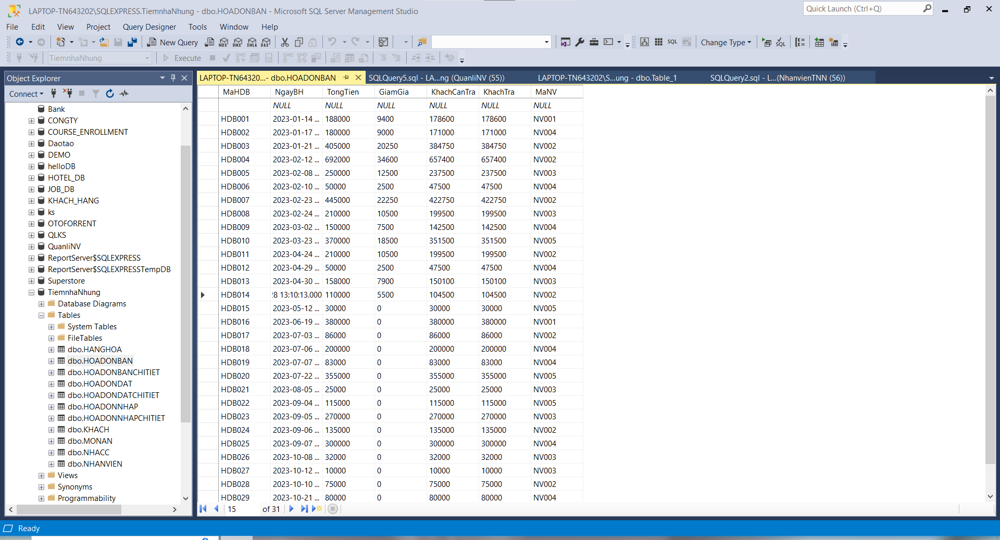 LAPTOP-TN643202\SQLEXPRESS.TiemnhaNhung - dbo.HOADONBAN - Microsoft SQL Server Management Studio
Quick Launch (Ctrl+Q)
File Edit View Project Query Designer Tools Window Help
New Query MDX DMX XMLA DAX SQL Change Type SQL
TiemnhaNhung Execute
Object Explorer
Connect
Bank
CONGTY
COURSE_ENROLLMENT
Daotao
DEMO
helloDB
HOTEL_DB
JOB_DB
KHACH_HANG
ks
OTOFORRENT
QLKS
QuanliNV
ReportServer$SQLEXPRESS
ReportServer$SQLEXPRESSTempDB
Superstore
TiemnhaNhung
Database Diagrams
Tables
System Tables
FileTables
dbo.HANGHOA
dbo.HOADONBAN
dbo.HOADONBANCHITIET
dbo.HOADONDAT
dbo.HOADONDATCHITIET
dbo.HOADONNHAP
dbo.HOADONNHAPCHITIET
dbo.KHACH
dbo.MONAN
dbo.NHACC
dbo.NHANVIEN
Views
Synonyms
Programmability
LAPTOP-TN64320...- dbo.HOADONBAN SQLQuery5.sql - LA...ng (QuanliNV (55)) LAPTOP-TN643202\S...ung - dbo.Table_1 SQLQuery2.sql - L...(NhanvienTNN (56))
MaHDB NgayBH TongTien GiamGia KhachCanTra KhachTra MaNV
NULL NULL NULL NULL NULL NULL
HDB001 2023-01-14 ... 188000 9400 178600 178600 NV001
HDB002 2023-01-17 ... 180000 9000 171000 171000 NV004
HDB003 2023-01-21 ... 405000 20250 384750 384750 NV002
HDB004 2023-02-12 ... 692000 34600 657400 657400 NV002
HDB005 2023-02-08 ... 250000 12500 237500 237500 NV003
HDB006 2023-02-10 ... 50000 2500 47500 47500 NV004
HDB007 2023-02-23 ... 445000 22250 422750 422750 NV002
HDB008 2023-02-24 ... 210000 10500 199500 199500 NV003
HDB009 2023-03-02 ... 150000 7500 142500 142500 NV004
HDB010 2023-03-23 ... 370000 18500 351500 351500 NV005
HDB011 2023-04-24 ... 210000 10500 199500 199500 NV002
HDB012 2023-04-29 ... 50000 2500 47500 47500 NV004
HDB013 2023-04-30 ... 158000 7900 150100 150100 NV003
HDB014 28 13:10:13.000 110000 5500 104500 104500 NV002
HDB015 2023-05-12 ... 30000 0 30000 30000 NV005
HDB016 2023-06-19 ... 380000 0 380000 380000 NV001
HDB017 2023-07-03 ... 86000 0 86000 86000 NV002
HDB018 2023-07-06 ... 200000 0 200000 200000 NV004
HDB019 2023-07-07 ... 83000 0 83000 83000 NV004
HDB020 2023-07-22 ... 355000 0 355000 355000 NV005
HDB021 2023-08-05 ... 25000 0 25000 25000 NV003
HDB022 2023-09-04 ... 115000 0 115000 115000 NV005
HDB023 2023-09-05 ... 270000 0 270000 270000 NV003
HDB024 2023-09-06 ... 135000 0 135000 135000 NV002
HDB025 2023-09-07 ... 300000 0 300000 300000 NV004
HDB026 2023-10-08 ... 32000 0 32000 32000 NV003
HDB027 2023-10-12 ... 10000 0 10000 10000 NV003
HDB028 2023-10-10 ... 75000 0 75000 75000 NV002
HDB029 2023-10-21 ... 80000 0 80000 80000 NV004
15 of 31
Ready